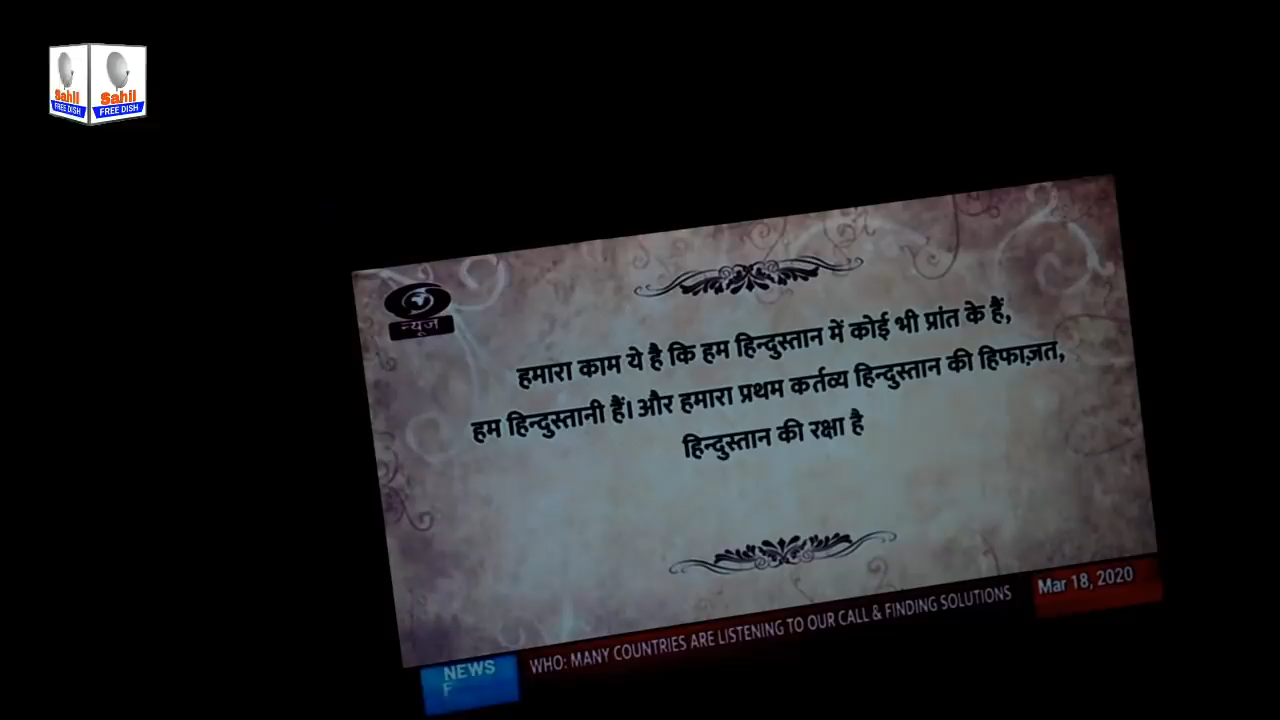 Sahil
FREE DISH
Sahil
FREE DISH
न्यूज़
हमारा काम ये है कि हम हिन्दुस्तान में कोई भी प्रांत के हैं,
हम हिन्दुस्तानी हैं। और हमारा प्रथम कर्तव्य हिन्दुस्तान की हिफाज़त,
हिन्दुस्तान की रक्षा है
Mar 18, 2020
WHO: MANY COUNTRIES ARE LISTENING TO OUR CALL & FINDING SOLUTIONS
NEWS